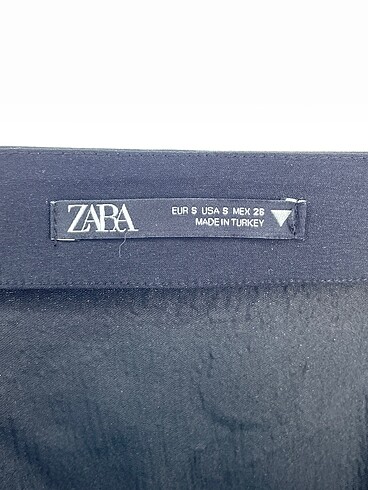 ZARA
EUR S USA S MEX 26
MADE IN TURKEY